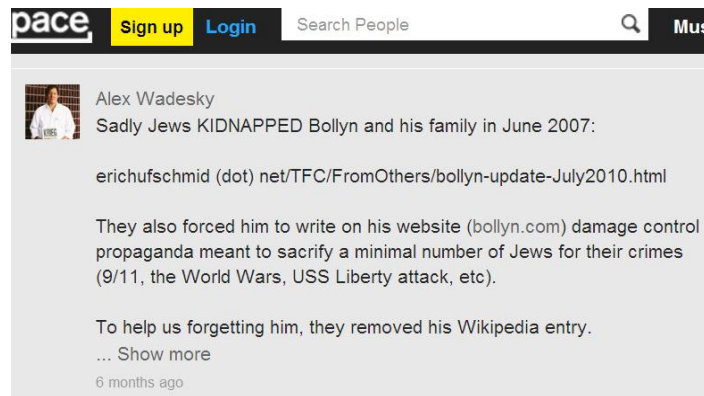 pace
Sign up Login Search People Mus
Alex Wadesky
Sadly Jews KIDNAPPED Bollyn and his family in June 2007:
erichufschmid (dot) net/TFC/FromOthers/bollyn-update-July2010.html
They also forced him to write on his website (bollyn.com) damage control
propaganda meant to sacrify a minimal number of Jews for their crimes
(9/11, the World Wars, USS Liberty attack, etc).
To help us forgetting him, they removed his Wikipedia entry.
... Show more
6 months ago